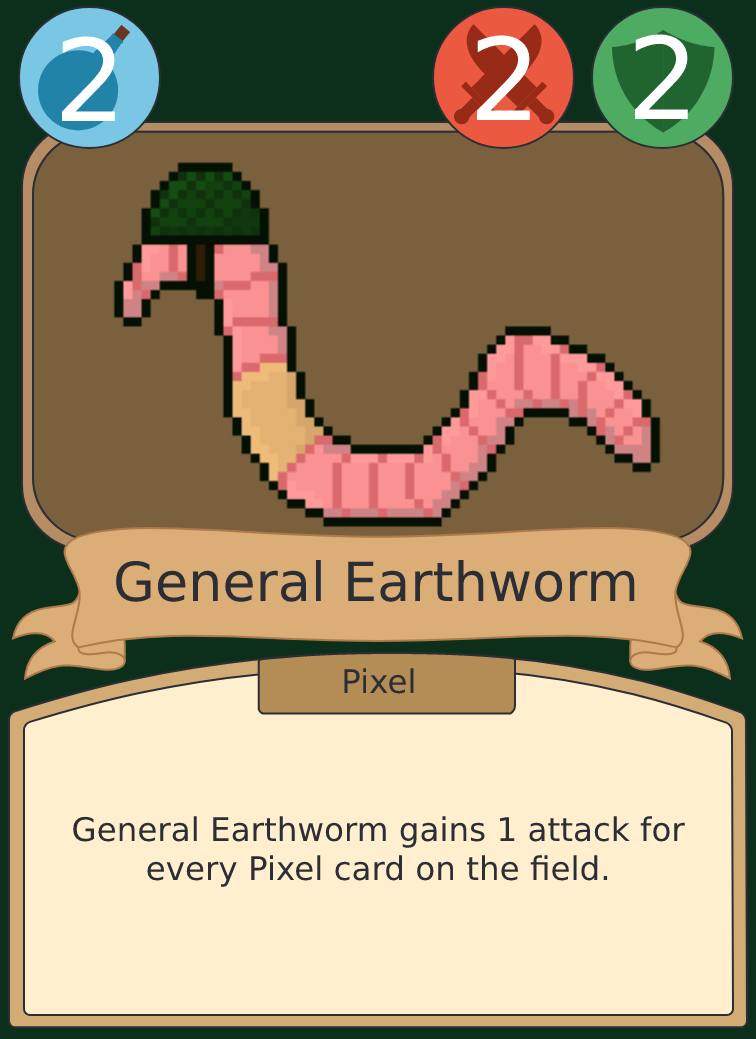 2
2
2
General Earthworm
Pixel
General Earthworm gains 1 attack for
every Pixel card on the field.